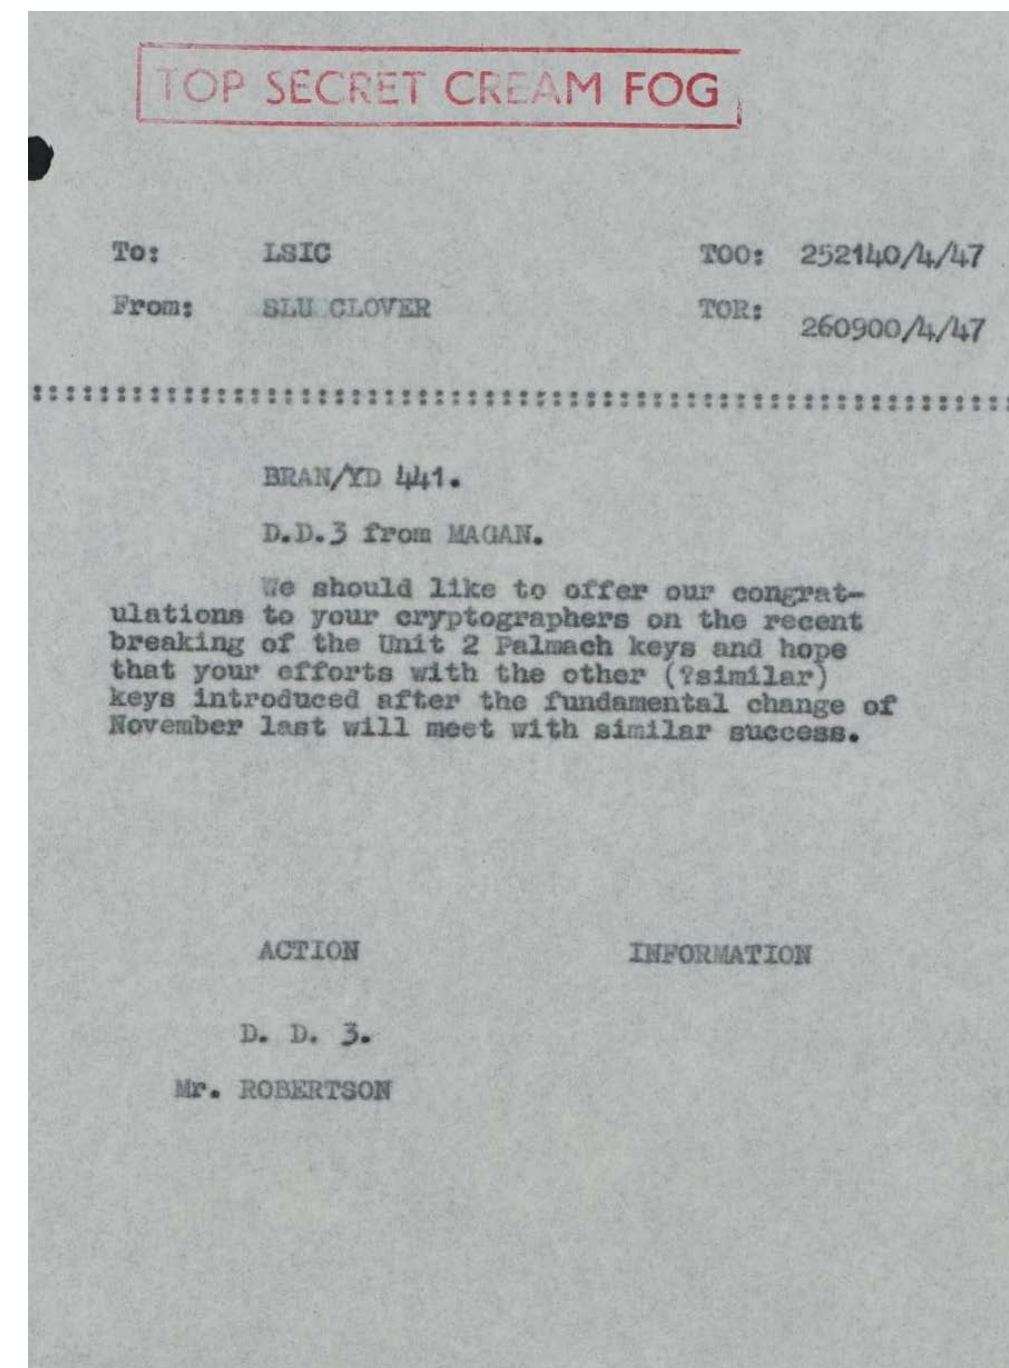 TOP SECRET CREAM FOG
To: LSIC TOO: 252140/4/47
From: SLU CLOVER TOR: 260900/4/47
::::::::::::::::::::::::::::::::::::::::::::::::::::::::::
BRAN/YD 441.
D.D.3 from MAGAN.
We should like to offer our congrat-
ulations to your cryptographers on the recent
breaking of the Unit 2 Palmach keys and hope
that your efforts with the other (?similar)
keys introduced after the fundamental change of
November last will meet with similar success.
ACTION INFORMATION
D. D. 3.
Mr. ROBERTSON